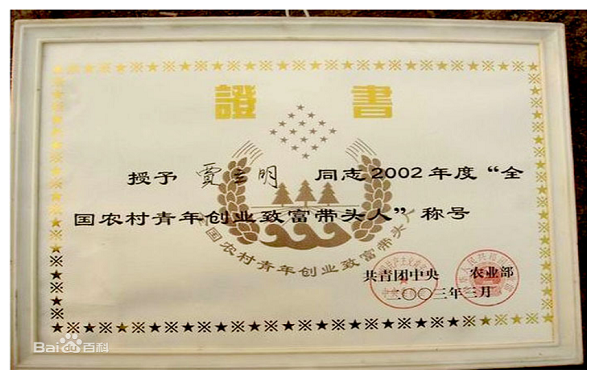 證書
授予 贾立明 同志2002年度“全
国农村青年创业致富带头人”称号
全国农村青年创业致富带头人
共青团中央 农业部
二〇〇三年三月
Baidu百科